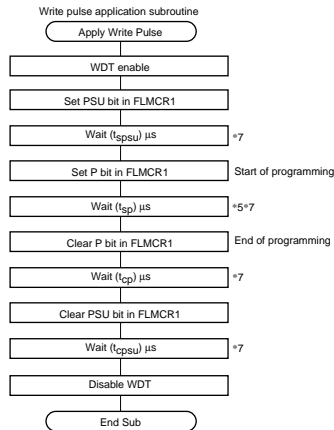 Write pulse application subroutine
Apply Write Pulse
WDT enable
Set PSU bit in FLMCR1
Wait (tspsu) μs *7
Set P bit in FLMCR1 Start of programming
Wait (tsp) μs *5*7
Clear P bit in FLMCR1 End of programming
Wait (tcp) μs *7
Clear PSU bit in FLMCR1
Wait (tcpsu) μs *7
Disable WDT
End Sub